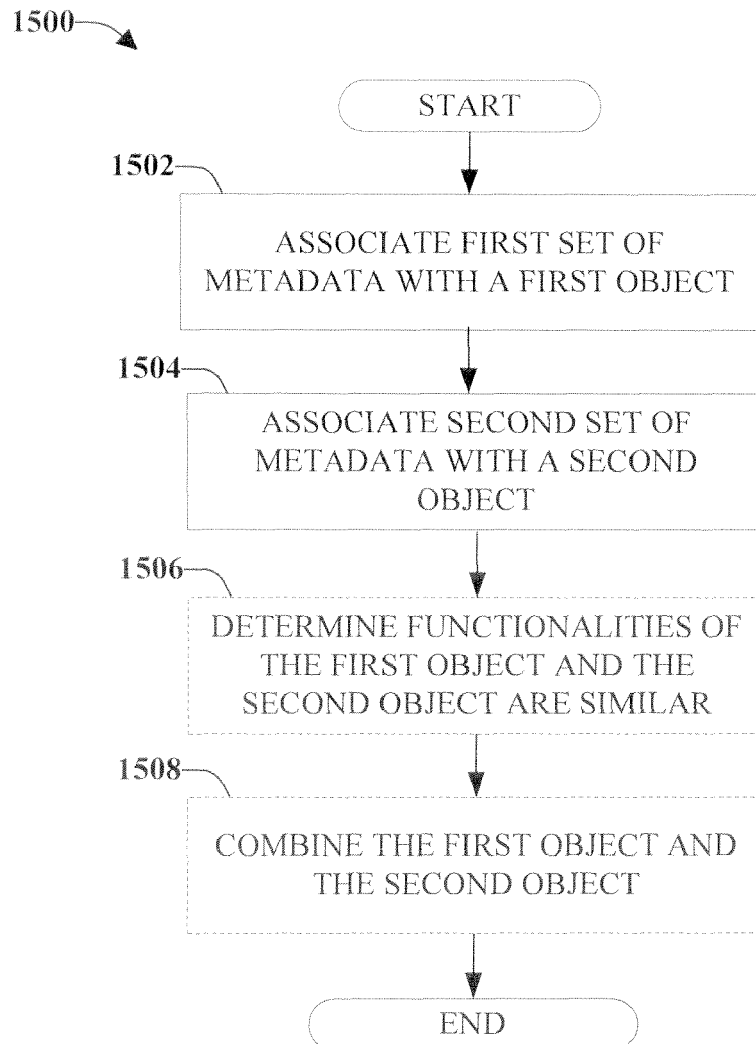 1500
START
1502
ASSOCIATE FIRST SET OF
METADATA WITH A FIRST OBJECT
1504
ASSOCIATE SECOND SET OF
METADATA WITH A SECOND
OBJECT
1506
DETERMINE FUNCTIONALITIES OF
THE FIRST OBJECT AND THE
SECOND OBJECT ARE SIMILAR
1508
COMBINE THE FIRST OBJECT AND
THE SECOND OBJECT
END